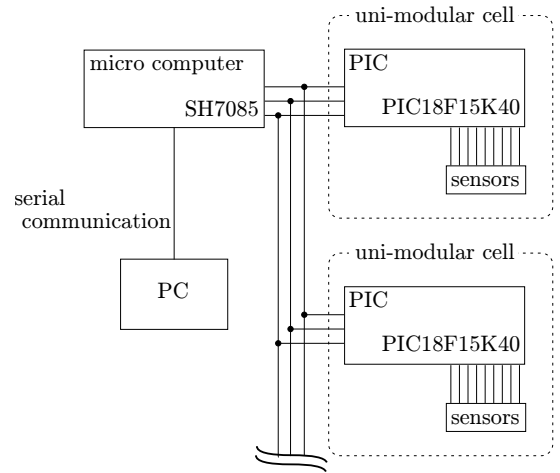 uni-modular cell
micro computer
SH7085
PIC
PIC18F15K40
sensors
serial
communication
PC
uni-modular cell
PIC
PIC18F15K40
sensors